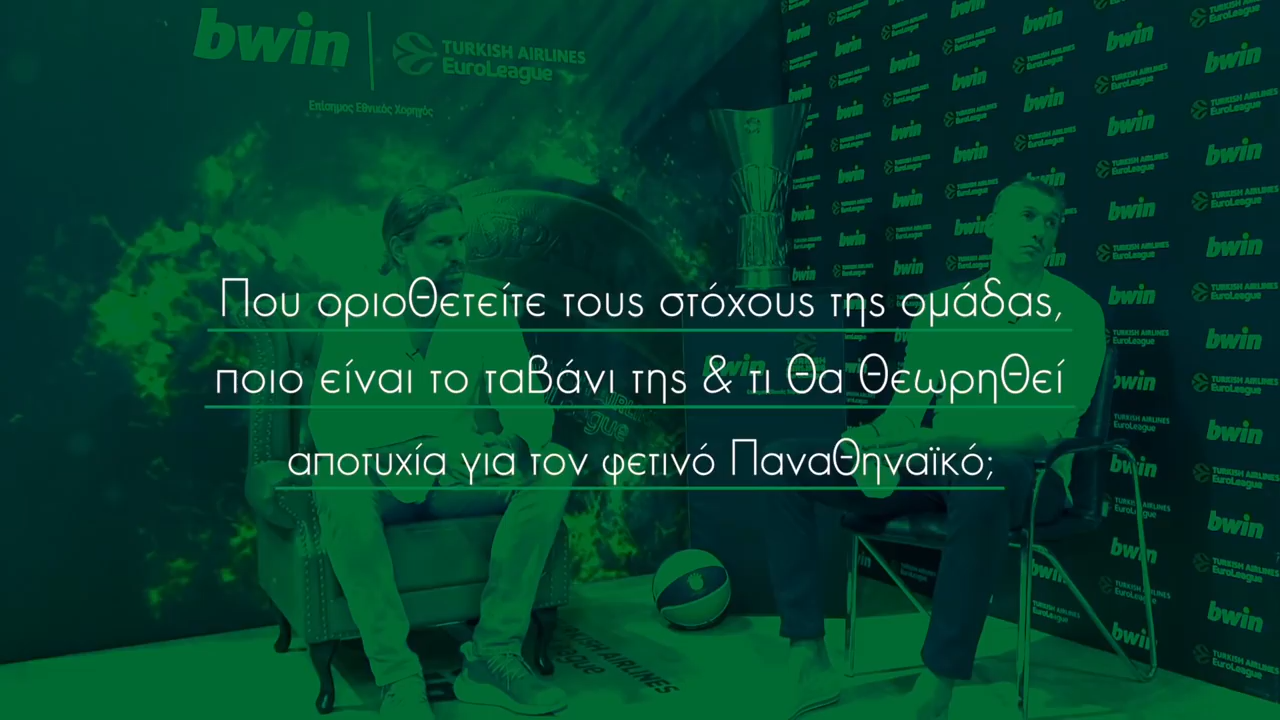 bwin
TURKISH AIRLINES
EuroLeague
Επίσημος Εθνικός Χορηγός
Που οριοθετείτε τους στόχους της ομάδας,
ποιο είναι το ταβάνι της & τι θα θεωρηθεί
αποτυχία για τον φετινό Παναθηναϊκό;